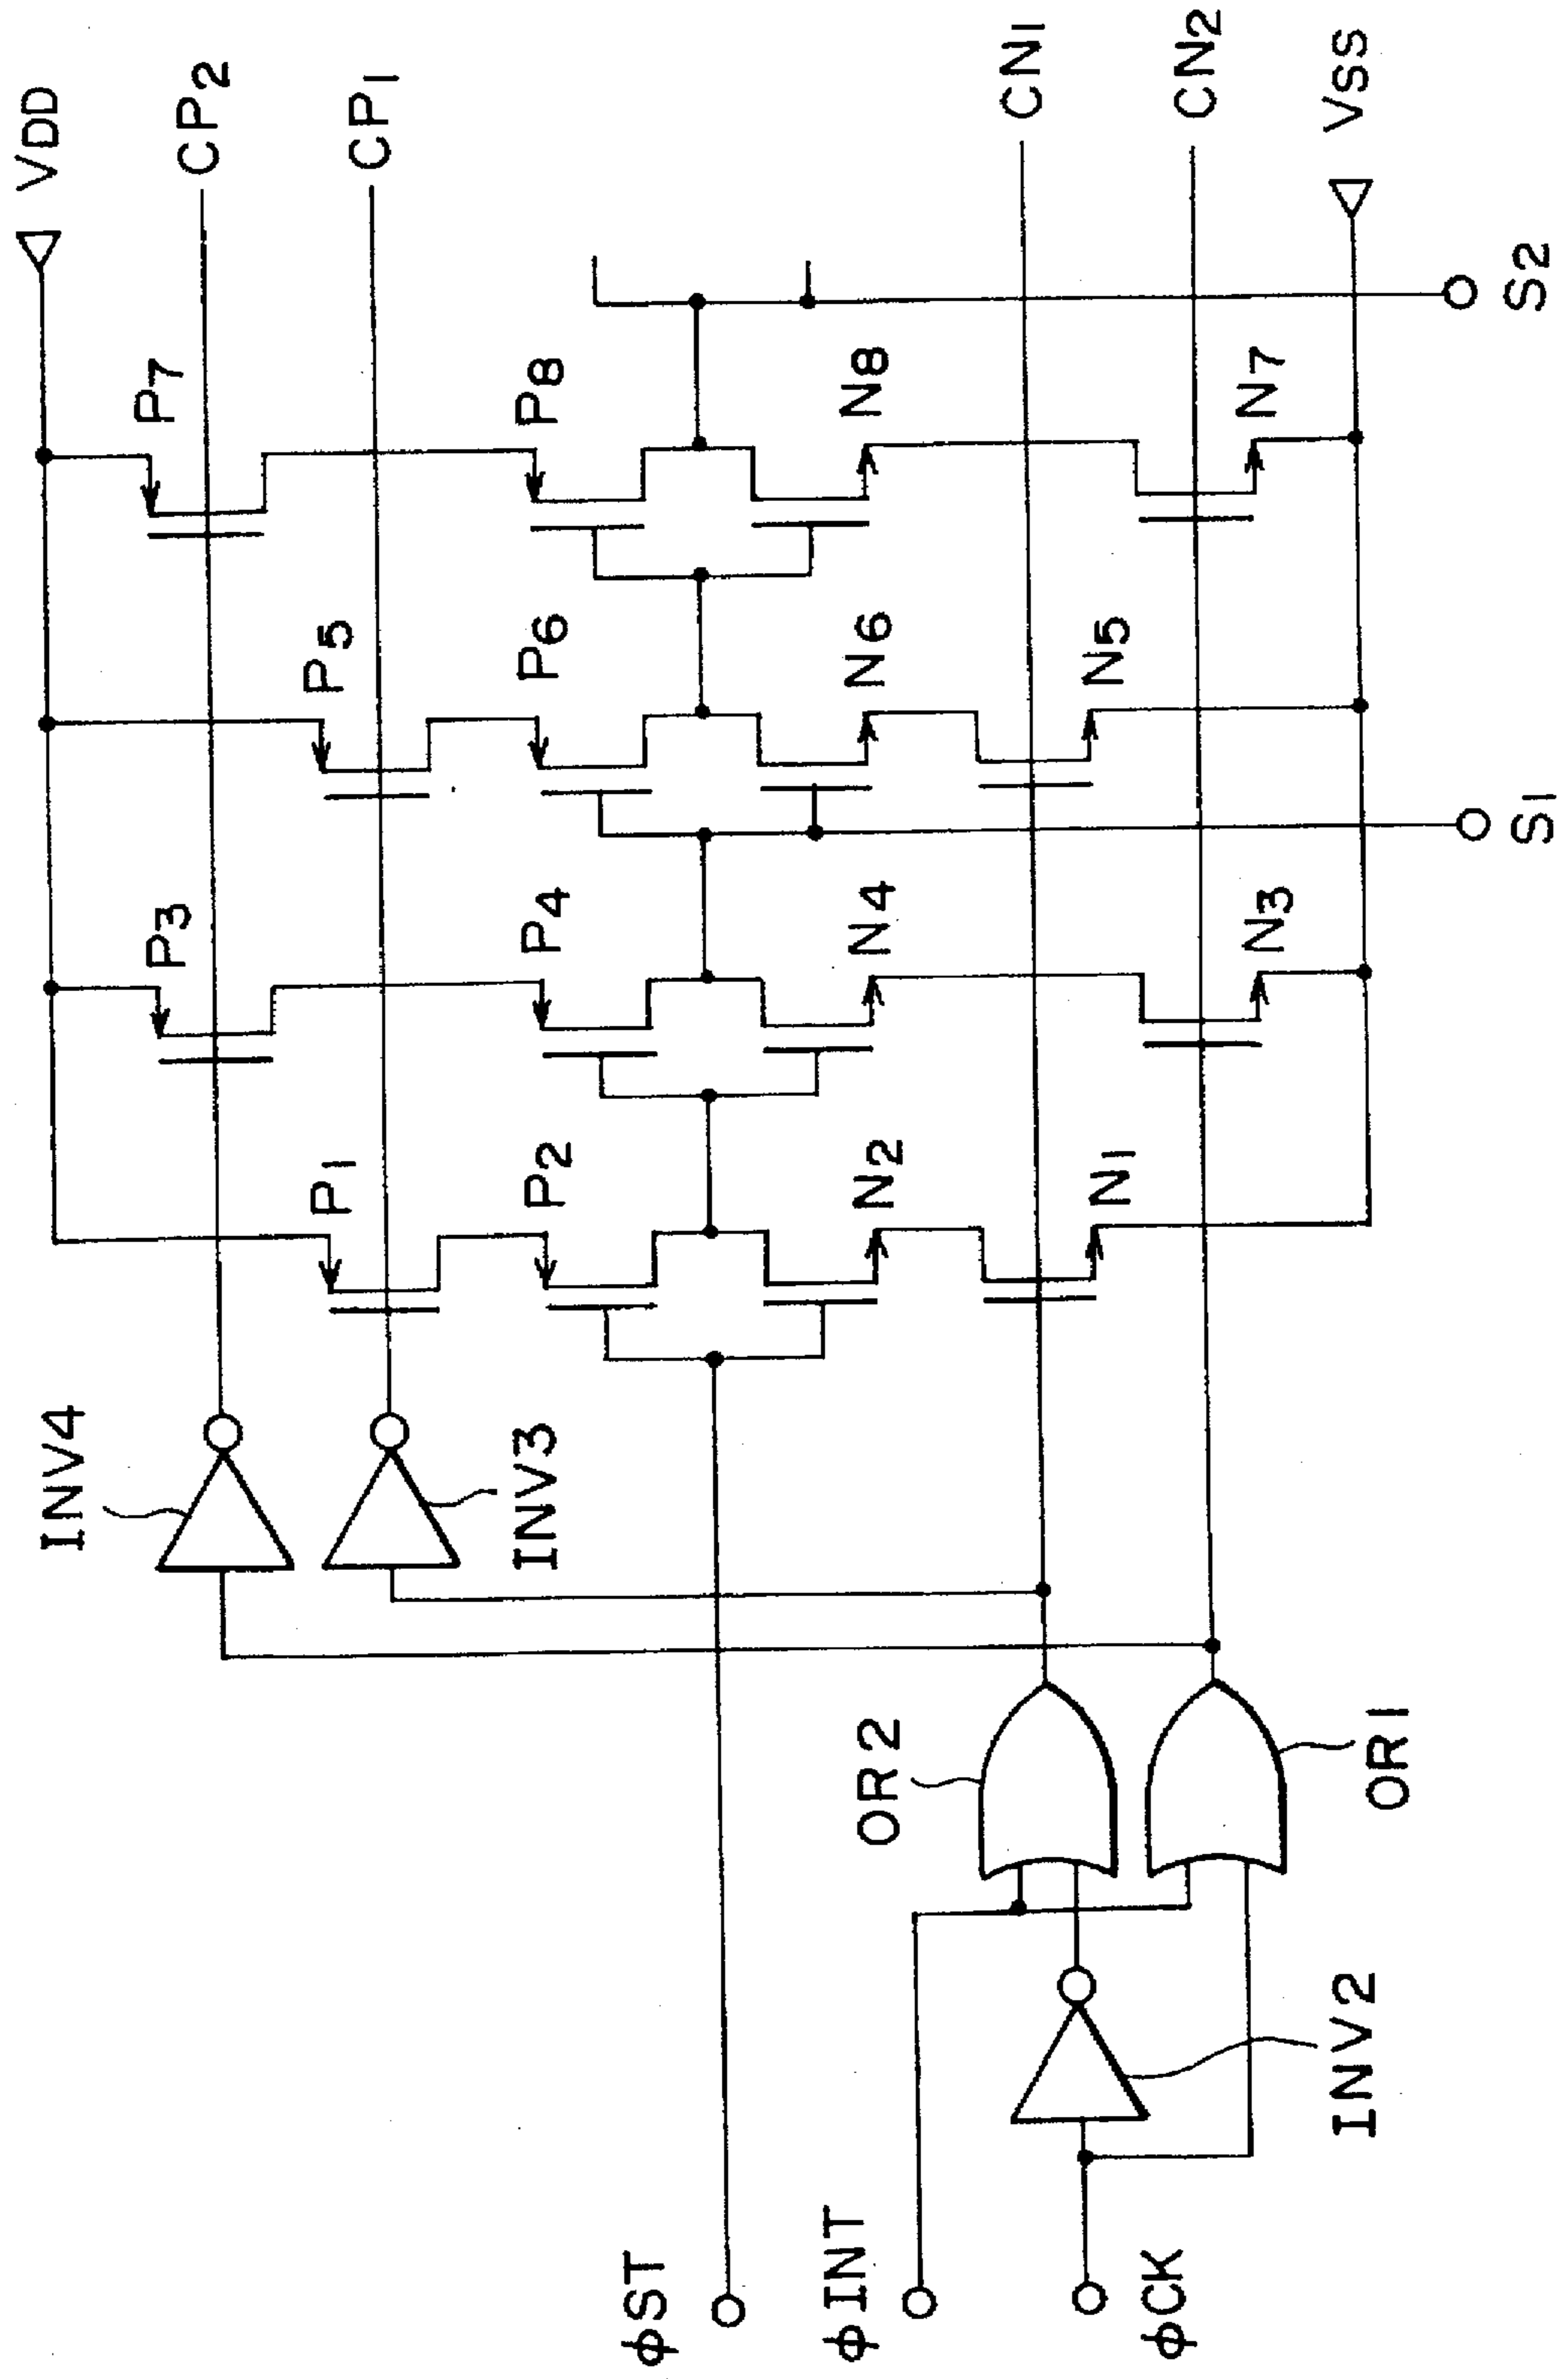 VDD
CP2
CP1
CN1
CN2
VSS
P7
P8
N8
N7
S2
P5
P6
N6
N5
S1
P3
P4
N4
N3
P1
P2
N2
N1
INV4
INV3
OR2
OR1
INV2
φST
φINT
φCK